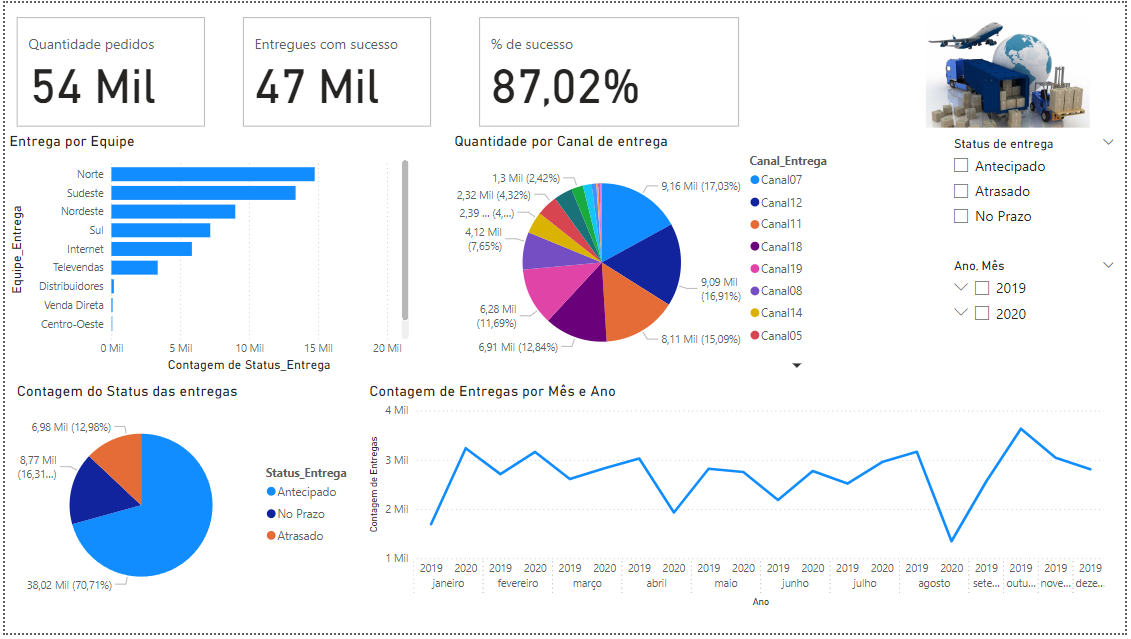 Quantidade pedidos
54 Mil
Entregues com sucesso
47 Mil
% de sucesso
87,02%
Entrega por Equipe
Equipe_Entrega
Norte
Sudeste
Nordeste
Sul
Internet
Televendas
Distribuidores
Venda Direta
Centro-Oeste
0 Mil 5 Mil 10 Mil 15 Mil 20 Mil
Contagem de Status_Entrega
Quantidade por Canal de entrega
1,3 Mil (2,42%)
2,32 Mil (4,32%)
2,39 ... (4,...)
4,12 Mil
(7,65%)
6,28 Mil
(11,69%)
6,91 Mil (12,84%)
9,16 Mil (17,03%)
9,09 Mil
(16,91%)
8,11 Mil (15,09%)
Canal_Entrega
Canal07
Canal12
Canal11
Canal18
Canal19
Canal08
Canal14
Canal05
Status de entrega
Antecipado
Atrasado
No Prazo
Ano, Mês
2019
2020
Contagem do Status das entregas
6,98 Mil (12,98%)
8,77 Mil
(16,31...)
38,02 Mil (70,71%)
Status_Entrega
Antecipado
No Prazo
Atrasado
Contagem de Entregas por Mês e Ano
Contagem de Entregas
4 Mil
3 Mil
2 Mil
1 Mil
2019 2020 2019 2020 2019 2020 2019 2020 2019 2020 2019 2020 2019 2020 2019 2020 2019 2019 2019 2019
janeiro fevereiro março abril maio junho julho agosto sete... outu... nove... deze...
Ano